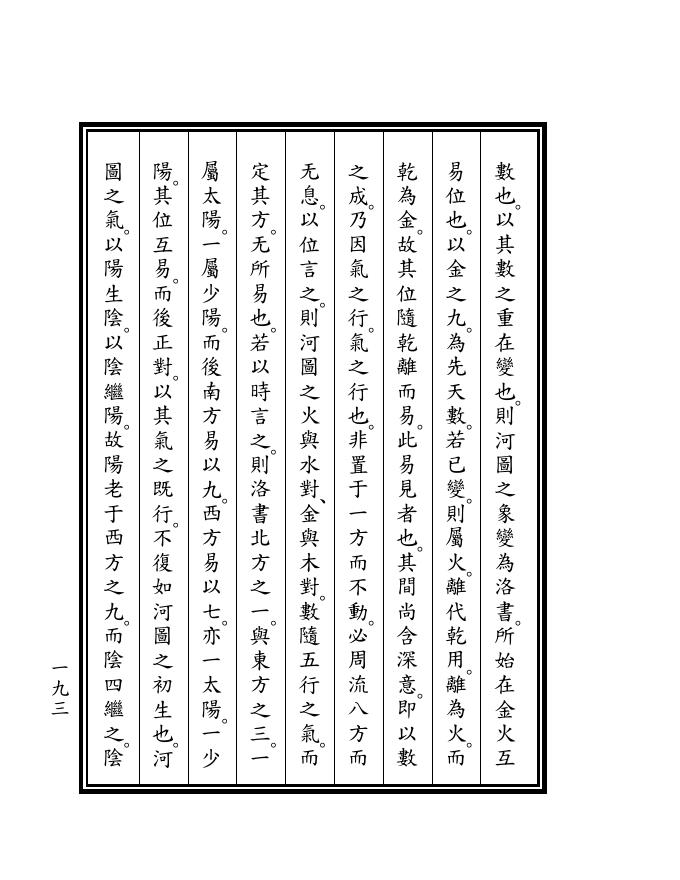 數也。以其數之重在變也。則河圖之象變為洛書。所始在金火互
易位也。以金之九。為先天數。若已變。則屬火。離代乾用。離為火。而
乾為金。故其位隨乾離而易。此易見者也。其間尚含深意。即以數
之成。乃因氣之行。氣之行也。非置于一方而不動。必周流八方而
无息。以位言之。則河圖之火與水對、金與木對。數隨五行之氣。而
定其方。无所易也。若以時言之。則洛書北方之一。與東方之三。一
屬太陽。一屬少陽。而後南方易以九。西方易以七。亦一太陽。一少
陽。其位互易。而後正對。以其氣之既行。不復如河圖之初生也。河
圖之氣。以陽生陰。以陰繼陽。故陽老于西方之九。而陰四繼之。陰
一九三